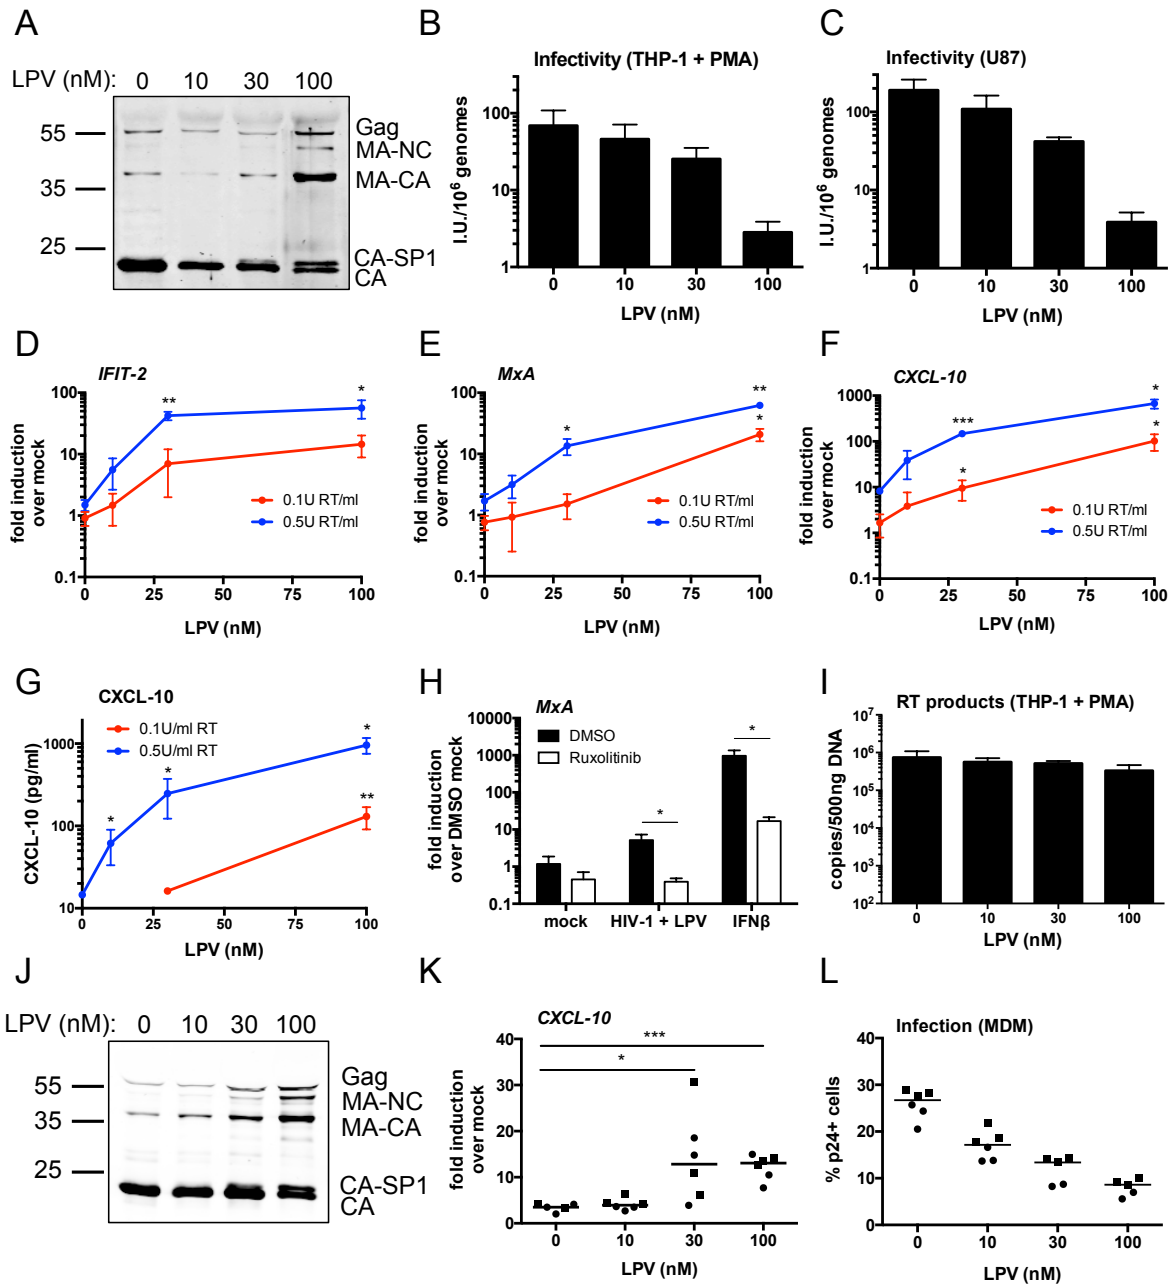 A
LPV (nM): 0 10 30 100
55
35
25
Gag
MA-NC
MA-CA
CA-SP1
CA
B
Infectivity (THP-1 + PMA)
I.U./10⁶ genomes
100
10
1
0 10 30 100
LPV (nM)
C
Infectivity (U87)
I.U./10⁶ genomes
100
10
1
0 10 30 100
LPV (nM)
D
IFIT-2
fold induction
over mock
100
10
1
0.1
** *
0.1U RT/ml
0.5U RT/ml
0 25 50 75 100
LPV (nM)
E
MxA
fold induction
over mock
100
10
1
0.1
* **
*
0.1U RT/ml
0.5U RT/ml
0 25 50 75 100
LPV (nM)
F
CXCL-10
fold induction
over mock
1000
100
10
1
0.1
*** *
* *
0.1U RT/ml
0.5U RT/ml
0 25 50 75 100
LPV (nM)
G
CXCL-10
0.1U/ml RT
0.5U/ml RT
CXCL-10 (pg/ml)
1000
100
10
* * *
**
0 25 50 75 100
LPV (nM)
H
MxA
DMSO
Ruxolitinib
fold induction
over DMSO mock
10000
1000
100
10
1
0.1
* *
mock HIV-1 + LPV IFNβ
I
RT products (THP-1 + PMA)
copies/500ng DNA
10⁷
10⁶
10⁵
10⁴
10³
10²
0 10 30 100
LPV (nM)
J
LPV (nM): 0 10 30 100
55
35
25
Gag
MA-NC
MA-CA
CA-SP1
CA
K
CXCL-10
fold induction
over mock
40
30
20
10
0
***
*
0 10 30 100
LPV (nM)
L
Infection (MDM)
% p24+ cells
40
30
20
10
0
0 10 30 100
LPV (nM)